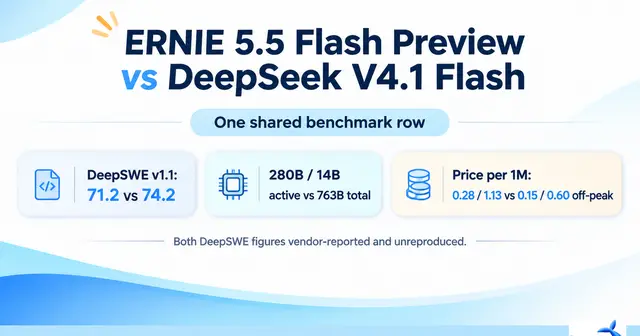 ERNIE 5.5 Flash Preview
vs DeepSeek V4.1 Flash
One shared benchmark row
DeepSWE v1.1:
71.2 vs 74.2
280B / 14B
active vs 763B total
Price per 1M:
0.28 / 1.13 vs 0.15 / 0.60 off-peak
Both DeepSWE figures vendor-reported and unreproduced.